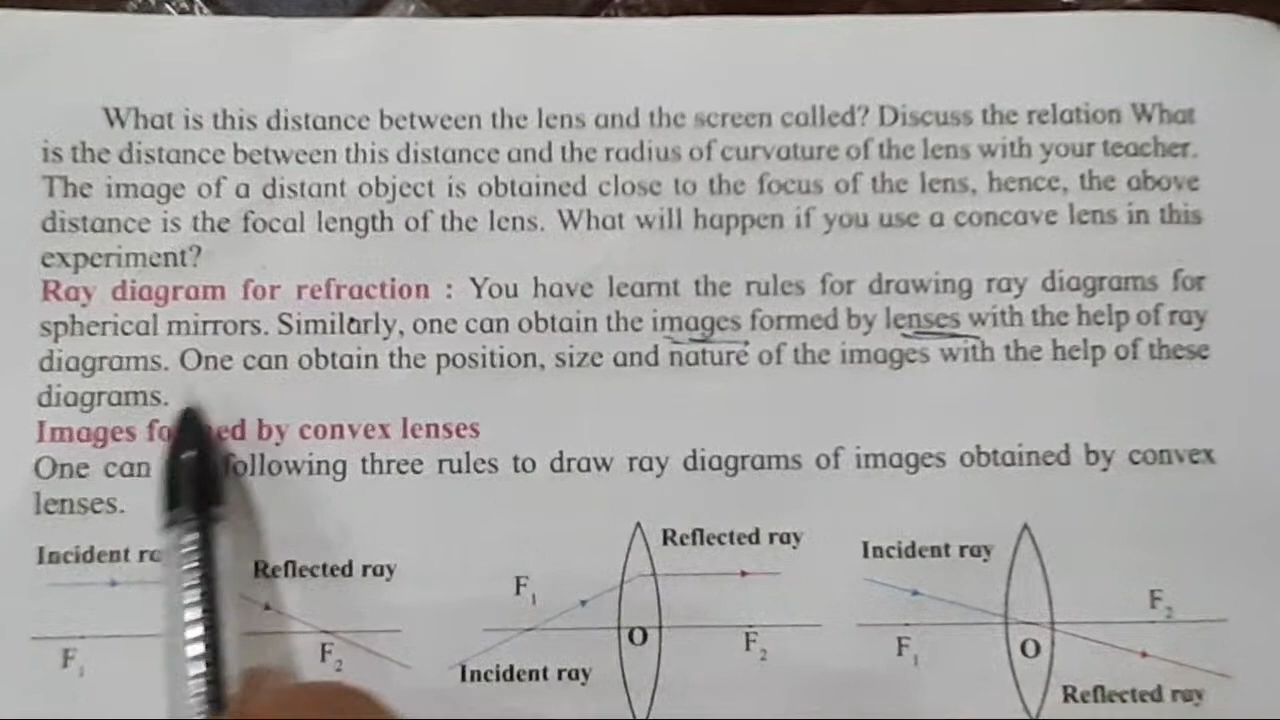 What is this distance between the lens and the screen called? Discuss the relation What
is the distance between this distance and the radius of curvature of the lens with your teacher.
The image of a distant object is obtained close to the focus of the lens, hence, the above
distance is the focal length of the lens. What will happen if you use a concave lens in this
experiment?
Ray diagram for refraction : You have learnt the rules for drawing ray diagrams for
spherical mirrors. Similarly, one can obtain the images formed by lenses with the help of ray
diagrams. One can obtain the position, size and nature of the images with the help of these
diagrams.
Images formed by convex lenses
One can following three rules to draw ray diagrams of images obtained by convex
lenses.
Incident
Reflected ray
F₁
F₂
Reflected ray
F₁
O
F₂
Incident ray
Incident ray
F₂
F₁
O
Reflected ray